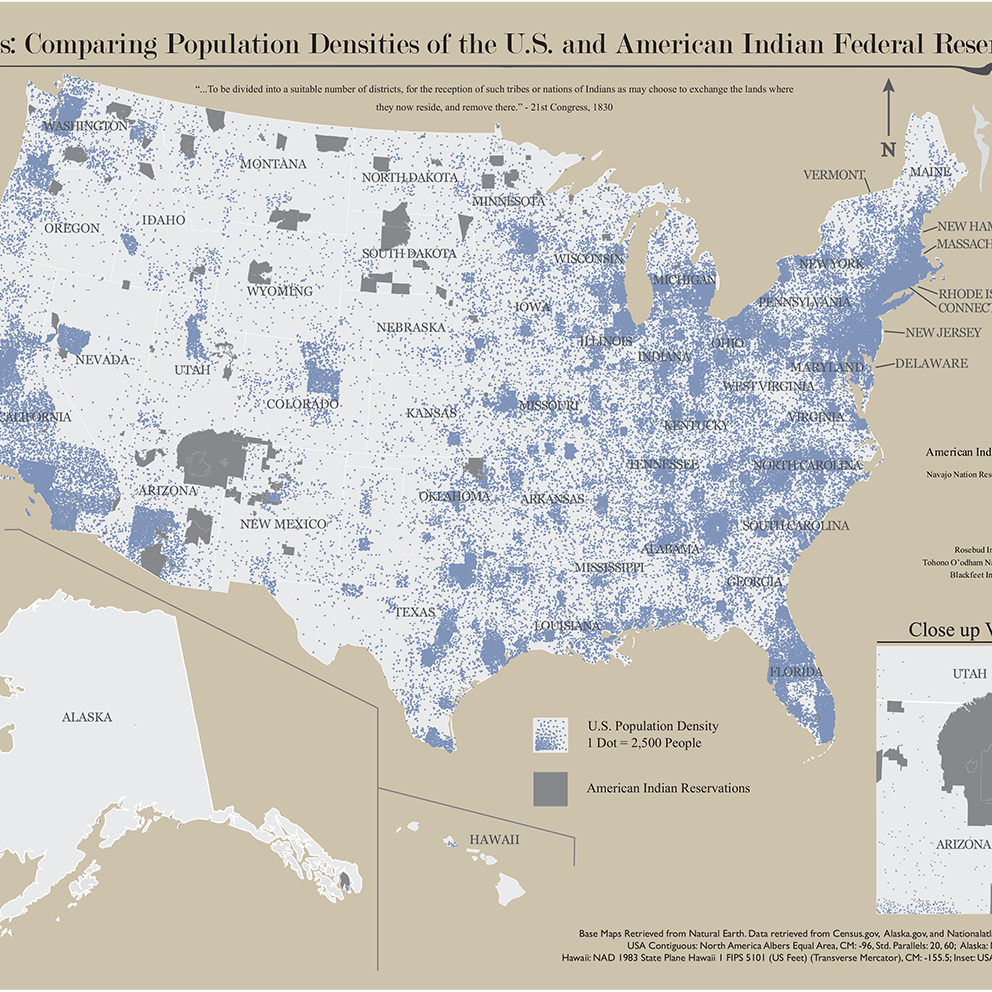 s: Comparing Population Densities of the U.S. and American Indian Federal Rese
“...To be divided into a suitable number of districts, for the reception of such tribes or nations of Indians as may choose to exchange the lands where
they now reside, and remove there.” - 21st Congress, 1830
N
WASHINGTON
MONTANA
NORTH DAKOTA
MINNESOTA
VERMONT
MAINE
OREGON
IDAHO
SOUTH DAKOTA
WISCONSIN
MICHIGAN
NEW YORK
NEW HAM
MASSACH
WYOMING
IOWA
PENNSYLVANIA
RHODE IS
CONNECT
NEBRASKA
ILLINOIS
INDIANA
OHIO
NEW JERSEY
NEVADA
UTAH
MARYLAND
DELAWARE
COLORADO
KANSAS
MISSOURI
WEST VIRGINIA
VIRGINIA
CALIFORNIA
KENTUCKY
TENNESSEE
NORTH CAROLINA
American Ind
Navajo Nation Res
ARIZONA
OKLAHOMA
ARKANSAS
NEW MEXICO
SOUTH CAROLINA
ALABAMA
MISSISSIPPI
GEORGIA
Rosebud In
Tohono O’odham Na
Blackfeet In
TEXAS
LOUISIANA
FLORIDA
Close up V
UTAH
ARIZONA
ALASKA
HAWAII
U.S. Population Density
1 Dot = 2,500 People
American Indian Reservations
Base Maps Retrieved from Natural Earth. Data retrieved from Census.gov, Alaska.gov, and Nationalatl
USA Contiguous: North America Albers Equal Area, CM: -96, Std. Parallels: 20, 60; Alaska:
Hawaii: NAD 1983 State Plane Hawaii 1 FIPS 5101 (US Feet) (Transverse Mercator), CM: -155.5; Inset: USA